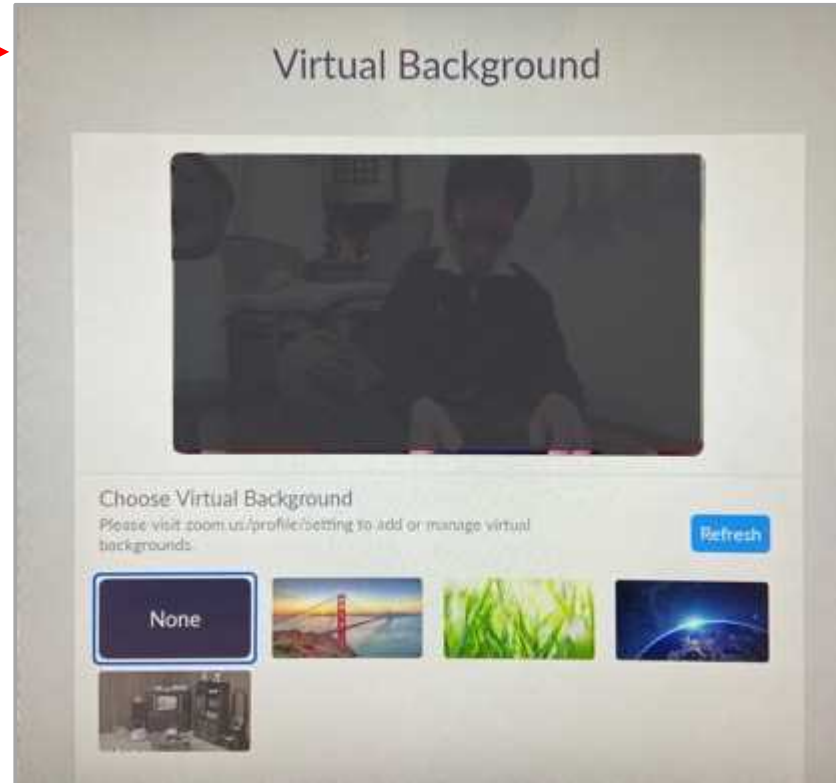 Virtual Background
Choose Virtual Background
Please visit zoom.us/profile/setting to add or manage virtual
backgrounds.
Refresh
None